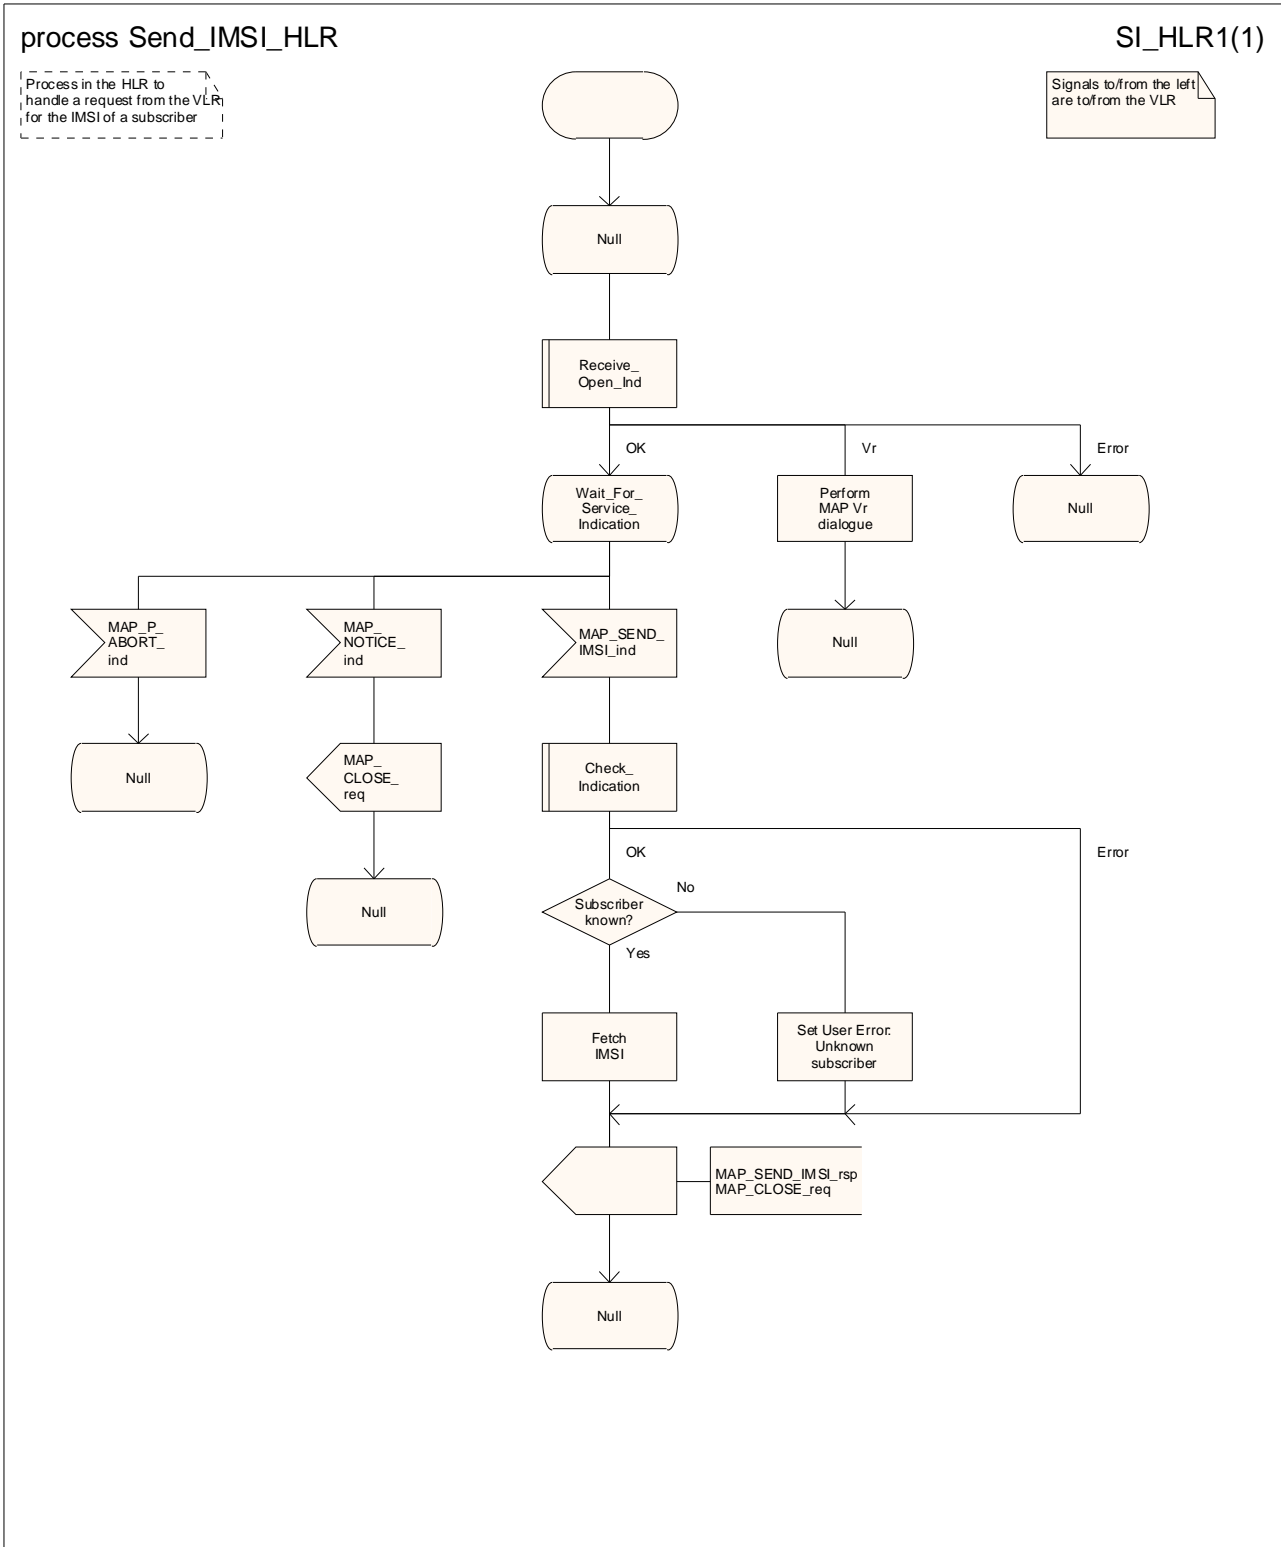 process Send_IMSI_HLR
SI_HLR1(1)
Process in the HLR to
handle a request from the VLR
for the IMSI of a subscriber
Signals to/from the left
are to/from the VLR
Null
Receive_
Open_Ind
OK
Vr
Error
Wait_For_
Service_
Indication
Perform
MAP Vr
dialogue
Null
MAP_P_
ABORT_
ind
MAP_
NOTICE_
ind
MAP_SEND_
IMSI_ind
Null
Null
MAP_
CLOSE_
req
Check_
Indication
OK
Error
Null
Subscriber
known?
No
Yes
Fetch
IMSI
Set User Error:
Unknown
subscriber
MAP_SEND_IMSI_rsp
MAP_CLOSE_req
Null